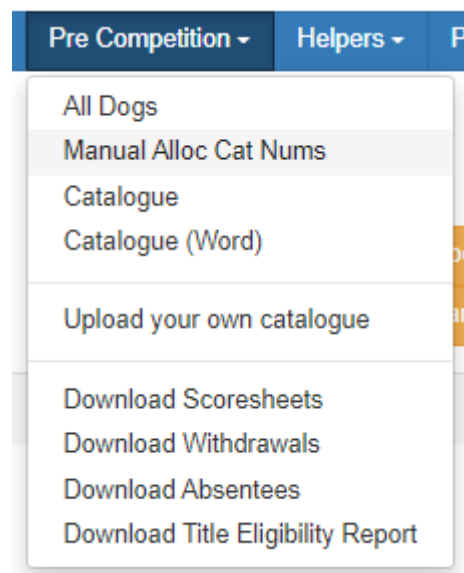 Pre Competition Helpers P
All Dogs
Manual Alloc Cat Nums
Catalogue
Catalogue (Word)
Upload your own catalogue
Download Scoresheets
Download Withdrawals
Download Absentees
Download Title Eligibility Report